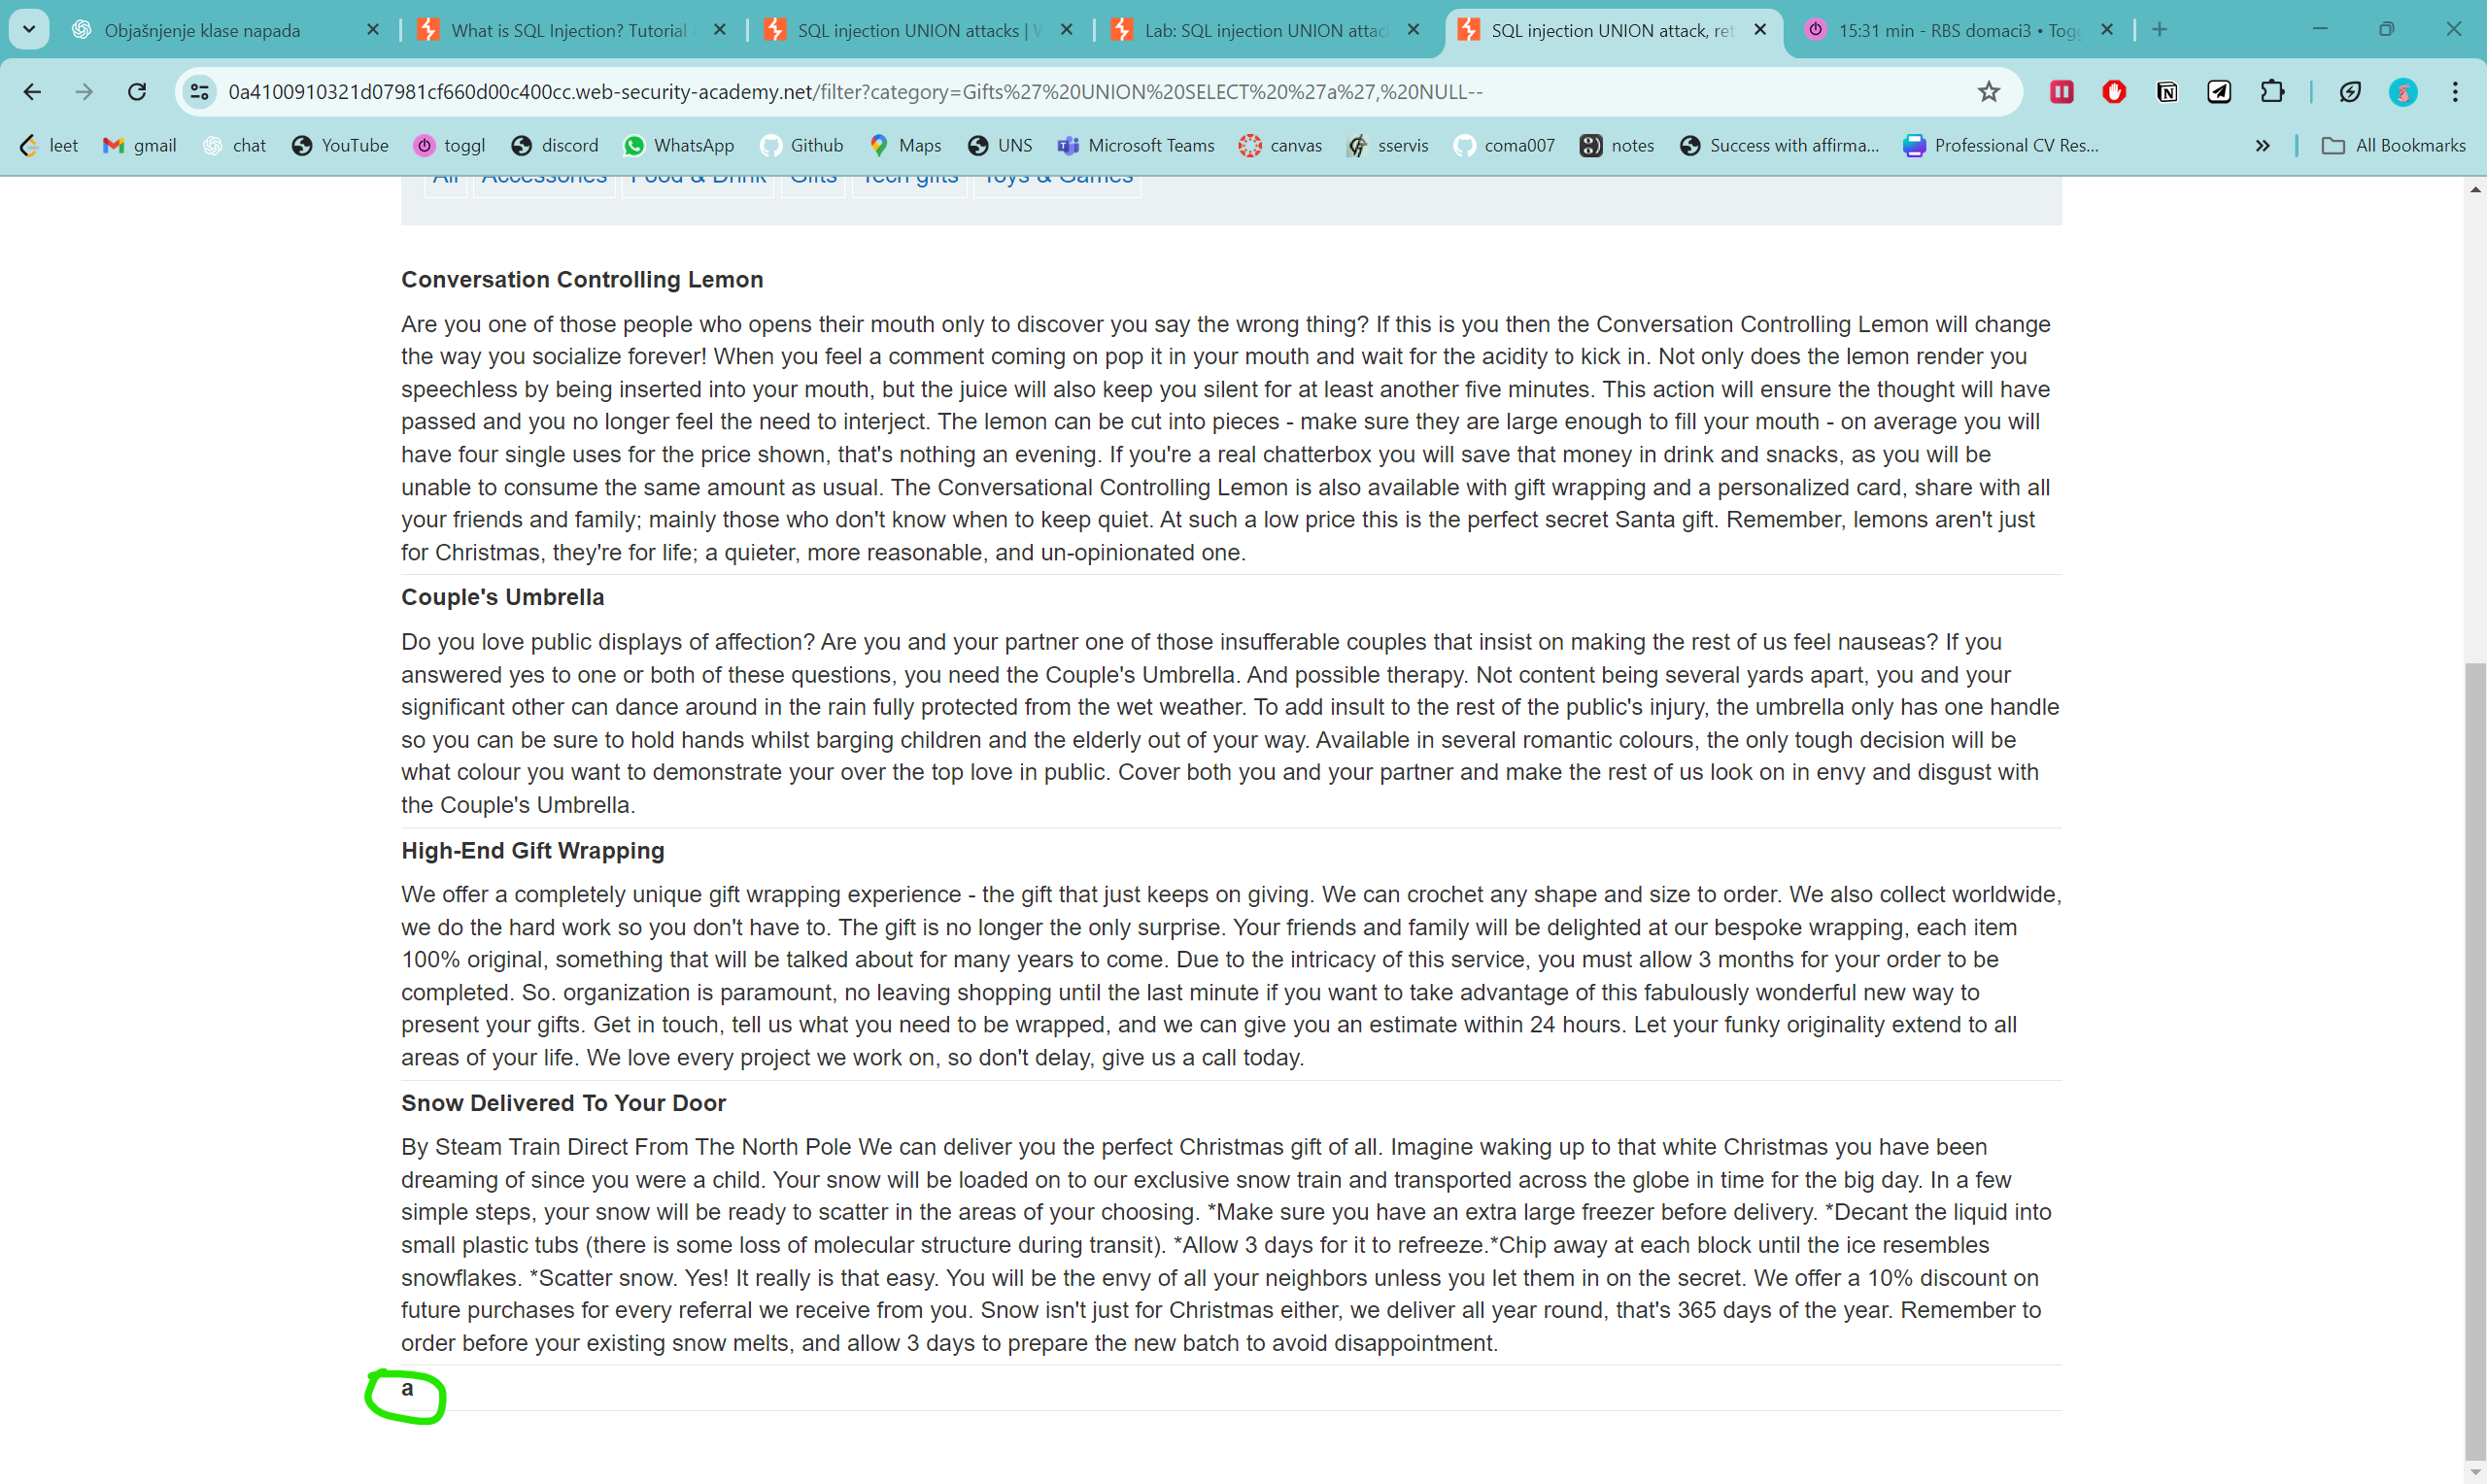 Objašnjenje klase napada
What is SQL Injection? Tutorial
SQL injection UNION attacks | W
Lab: SQL injection UNION attac
SQL injection UNION attack, ret
15:31 min - RBS domaci3 • Togg
0a4100910321d07981cf660d00c400cc.web-security-academy.net/filter?category=Gifts%27%20UNION%20SELECT%20%27a%27,%20NULL--
leet gmail chat YouTube toggl discord WhatsApp Github Maps UNS Microsoft Teams canvas sservis coma007 notes Success with affirma... Professional CV Res... » All Bookmarks
All Accessories Food & Drink Gifts Tech gifts Toys & Games
Conversation Controlling Lemon
Are you one of those people who opens their mouth only to discover you say the wrong thing? If this is you then the Conversation Controlling Lemon will change
the way you socialize forever! When you feel a comment coming on pop it in your mouth and wait for the acidity to kick in. Not only does the lemon render you
speechless by being inserted into your mouth, but the juice will also keep you silent for at least another five minutes. This action will ensure the thought will have
passed and you no longer feel the need to interject. The lemon can be cut into pieces - make sure they are large enough to fill your mouth - on average you will
have four single uses for the price shown, that's nothing an evening. If you're a real chatterbox you will save that money in drink and snacks, as you will be
unable to consume the same amount as usual. The Conversational Controlling Lemon is also available with gift wrapping and a personalized card, share with all
your friends and family; mainly those who don't know when to keep quiet. At such a low price this is the perfect secret Santa gift. Remember, lemons aren't just
for Christmas, they're for life; a quieter, more reasonable, and un-opinionated one.
Couple's Umbrella
Do you love public displays of affection? Are you and your partner one of those insufferable couples that insist on making the rest of us feel nauseas? If you
answered yes to one or both of these questions, you need the Couple's Umbrella. And possible therapy. Not content being several yards apart, you and your
significant other can dance around in the rain fully protected from the wet weather. To add insult to the rest of the public's injury, the umbrella only has one handle
so you can be sure to hold hands whilst barging children and the elderly out of your way. Available in several romantic colours, the only tough decision will be
what colour you want to demonstrate your over the top love in public. Cover both you and your partner and make the rest of us look on in envy and disgust with
the Couple's Umbrella.
High-End Gift Wrapping
We offer a completely unique gift wrapping experience - the gift that just keeps on giving. We can crochet any shape and size to order. We also collect worldwide,
we do the hard work so you don't have to. The gift is no longer the only surprise. Your friends and family will be delighted at our bespoke wrapping, each item
100% original, something that will be talked about for many years to come. Due to the intricacy of this service, you must allow 3 months for your order to be
completed. So. organization is paramount, no leaving shopping until the last minute if you want to take advantage of this fabulously wonderful new way to
present your gifts. Get in touch, tell us what you need to be wrapped, and we can give you an estimate within 24 hours. Let your funky originality extend to all
areas of your life. We love every project we work on, so don't delay, give us a call today.
Snow Delivered To Your Door
By Steam Train Direct From The North Pole We can deliver you the perfect Christmas gift of all. Imagine waking up to that white Christmas you have been
dreaming of since you were a child. Your snow will be loaded on to our exclusive snow train and transported across the globe in time for the big day. In a few
simple steps, your snow will be ready to scatter in the areas of your choosing. *Make sure you have an extra large freezer before delivery. *Decant the liquid into
small plastic tubs (there is some loss of molecular structure during transit). *Allow 3 days for it to refreeze.*Chip away at each block until the ice resembles
snowflakes. *Scatter snow. Yes! It really is that easy. You will be the envy of all your neighbors unless you let them in on the secret. We offer a 10% discount on
future purchases for every referral we receive from you. Snow isn't just for Christmas either, we deliver all year round, that's 365 days of the year. Remember to
order before your existing snow melts, and allow 3 days to prepare the new batch to avoid disappointment.
a